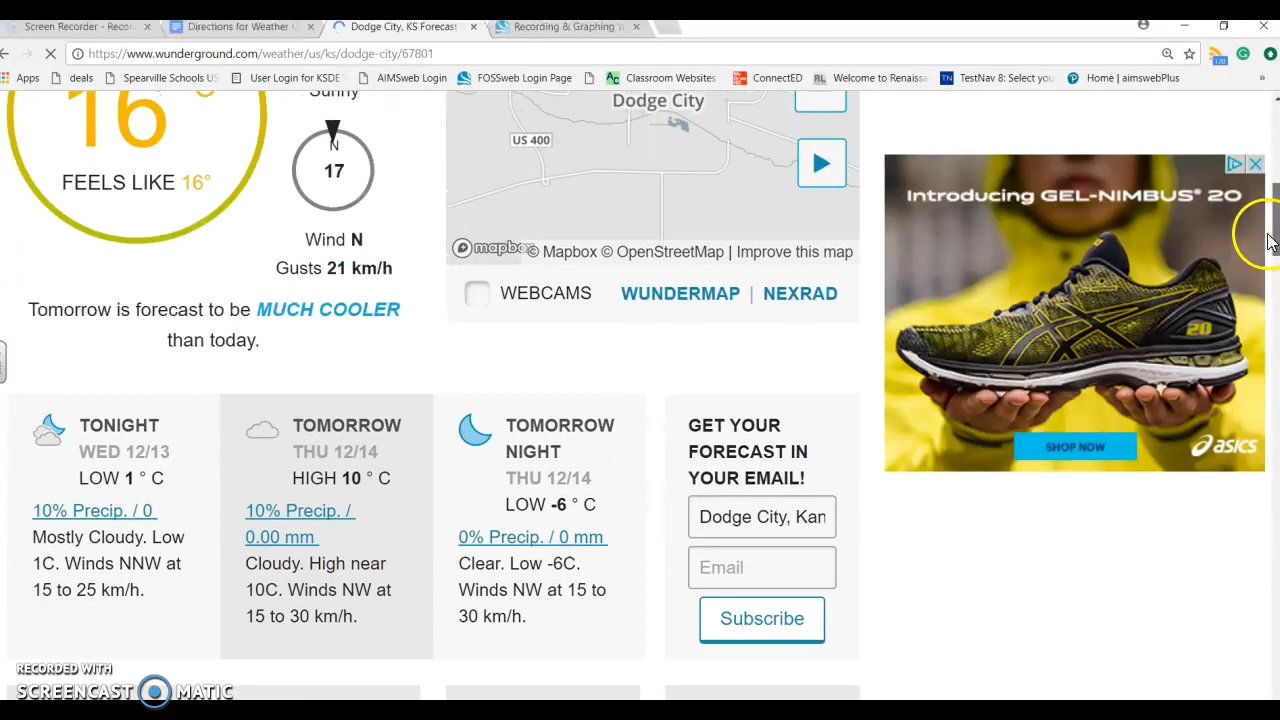 Screen Recorder - Reco
Directions for Weather
Dodge City, KS Forecast
Recording & Graphing
https://www.wunderground.com/weather/us/ks/dodge-city/67801
120
Apps
deals
Spearville Schools US
User Login for KSDE
AIMSweb Login
FOSSweb Login Page
Classroom Websites
ConnectED
Welcome to Renaiss
TestNav 8: Select you
Home | aimswebPlus
»
16
FEELS LIKE 16°
Sunny
N
17
Wind N
Gusts 21 km/h
Tomorrow is forecast to be MUCH COOLER
than today.
Dodge City
US 400
mapbox © Mapbox © OpenStreetMap | Improve this map
WEBCAMS WUNDERMAP | NEXRAD
Introducing GEL-NIMBUS® 20
20
SHOP NOW
asics
TONIGHT
WED 12/13
LOW 1 ° C
10% Precip. / 0
Mostly Cloudy. Low
1C. Winds NNW at
15 to 25 km/h.
TOMORROW
THU 12/14
HIGH 10 ° C
10% Precip. /
0.00 mm
Cloudy. High near
10C. Winds NW at
15 to 30 km/h.
TOMORROW
NIGHT
THU 12/14
LOW -6 ° C
0% Precip. / 0 mm
Clear. Low -6C.
Winds NW at 15 to
30 km/h.
GET YOUR
FORECAST IN
YOUR EMAIL!
Dodge City, Kan
Email
Subscribe
RECORDED WITH
SCREENCAST MATIC